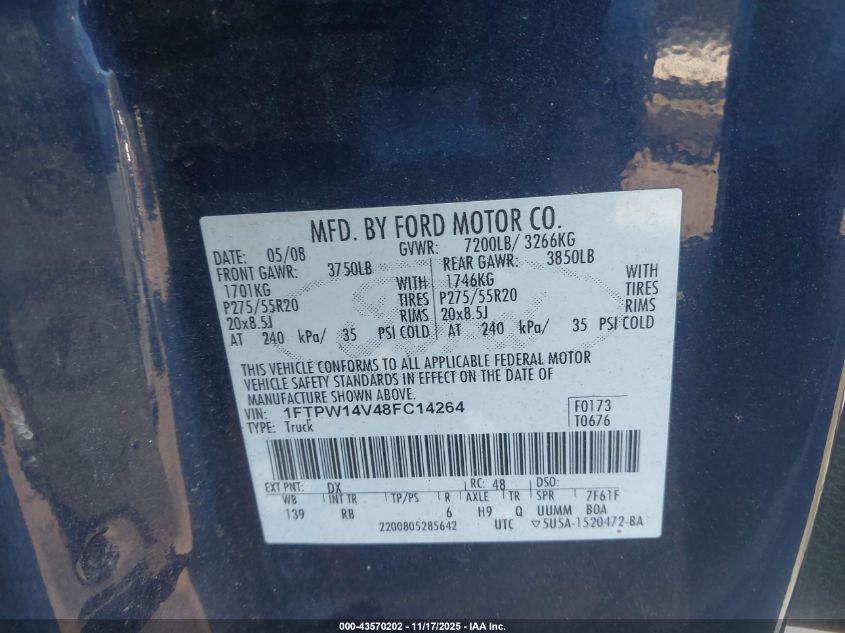 MFD. BY FORD MOTOR CO.
DATE: 05/08 GVWR: 7200LB/ 3266KG
FRONT GAWR: 3750LB REAR GAWR: 3850LB
1701KG WITH 1746KG WITH
P275/55R20 TIRES P275/55R20 TIRES
20x8.5J RIMS 20x8.5J RIMS
AT 240 kPa/ 35 PSI COLD AT 240 kPa/ 35 PSI COLD
THIS VEHICLE CONFORMS TO ALL APPLICABLE FEDERAL MOTOR
VEHICLE SAFETY STANDARDS IN EFFECT ON THE DATE OF
MANUFACTURE SHOWN ABOVE.
VIN: 1FTPW14V48FC14264 F0173
TYPE: Truck T0676
EXT PNT: DX RC: 48 DSO:
WB INT TR TP/PS R AXLE TR SPR 7F61F
139 RB 6 H9 Q UUMM BOA
2200805285642 UTC ▽5U5A-1520472-BA
000-43570202 - 11/17/2025 - IAA Inc.